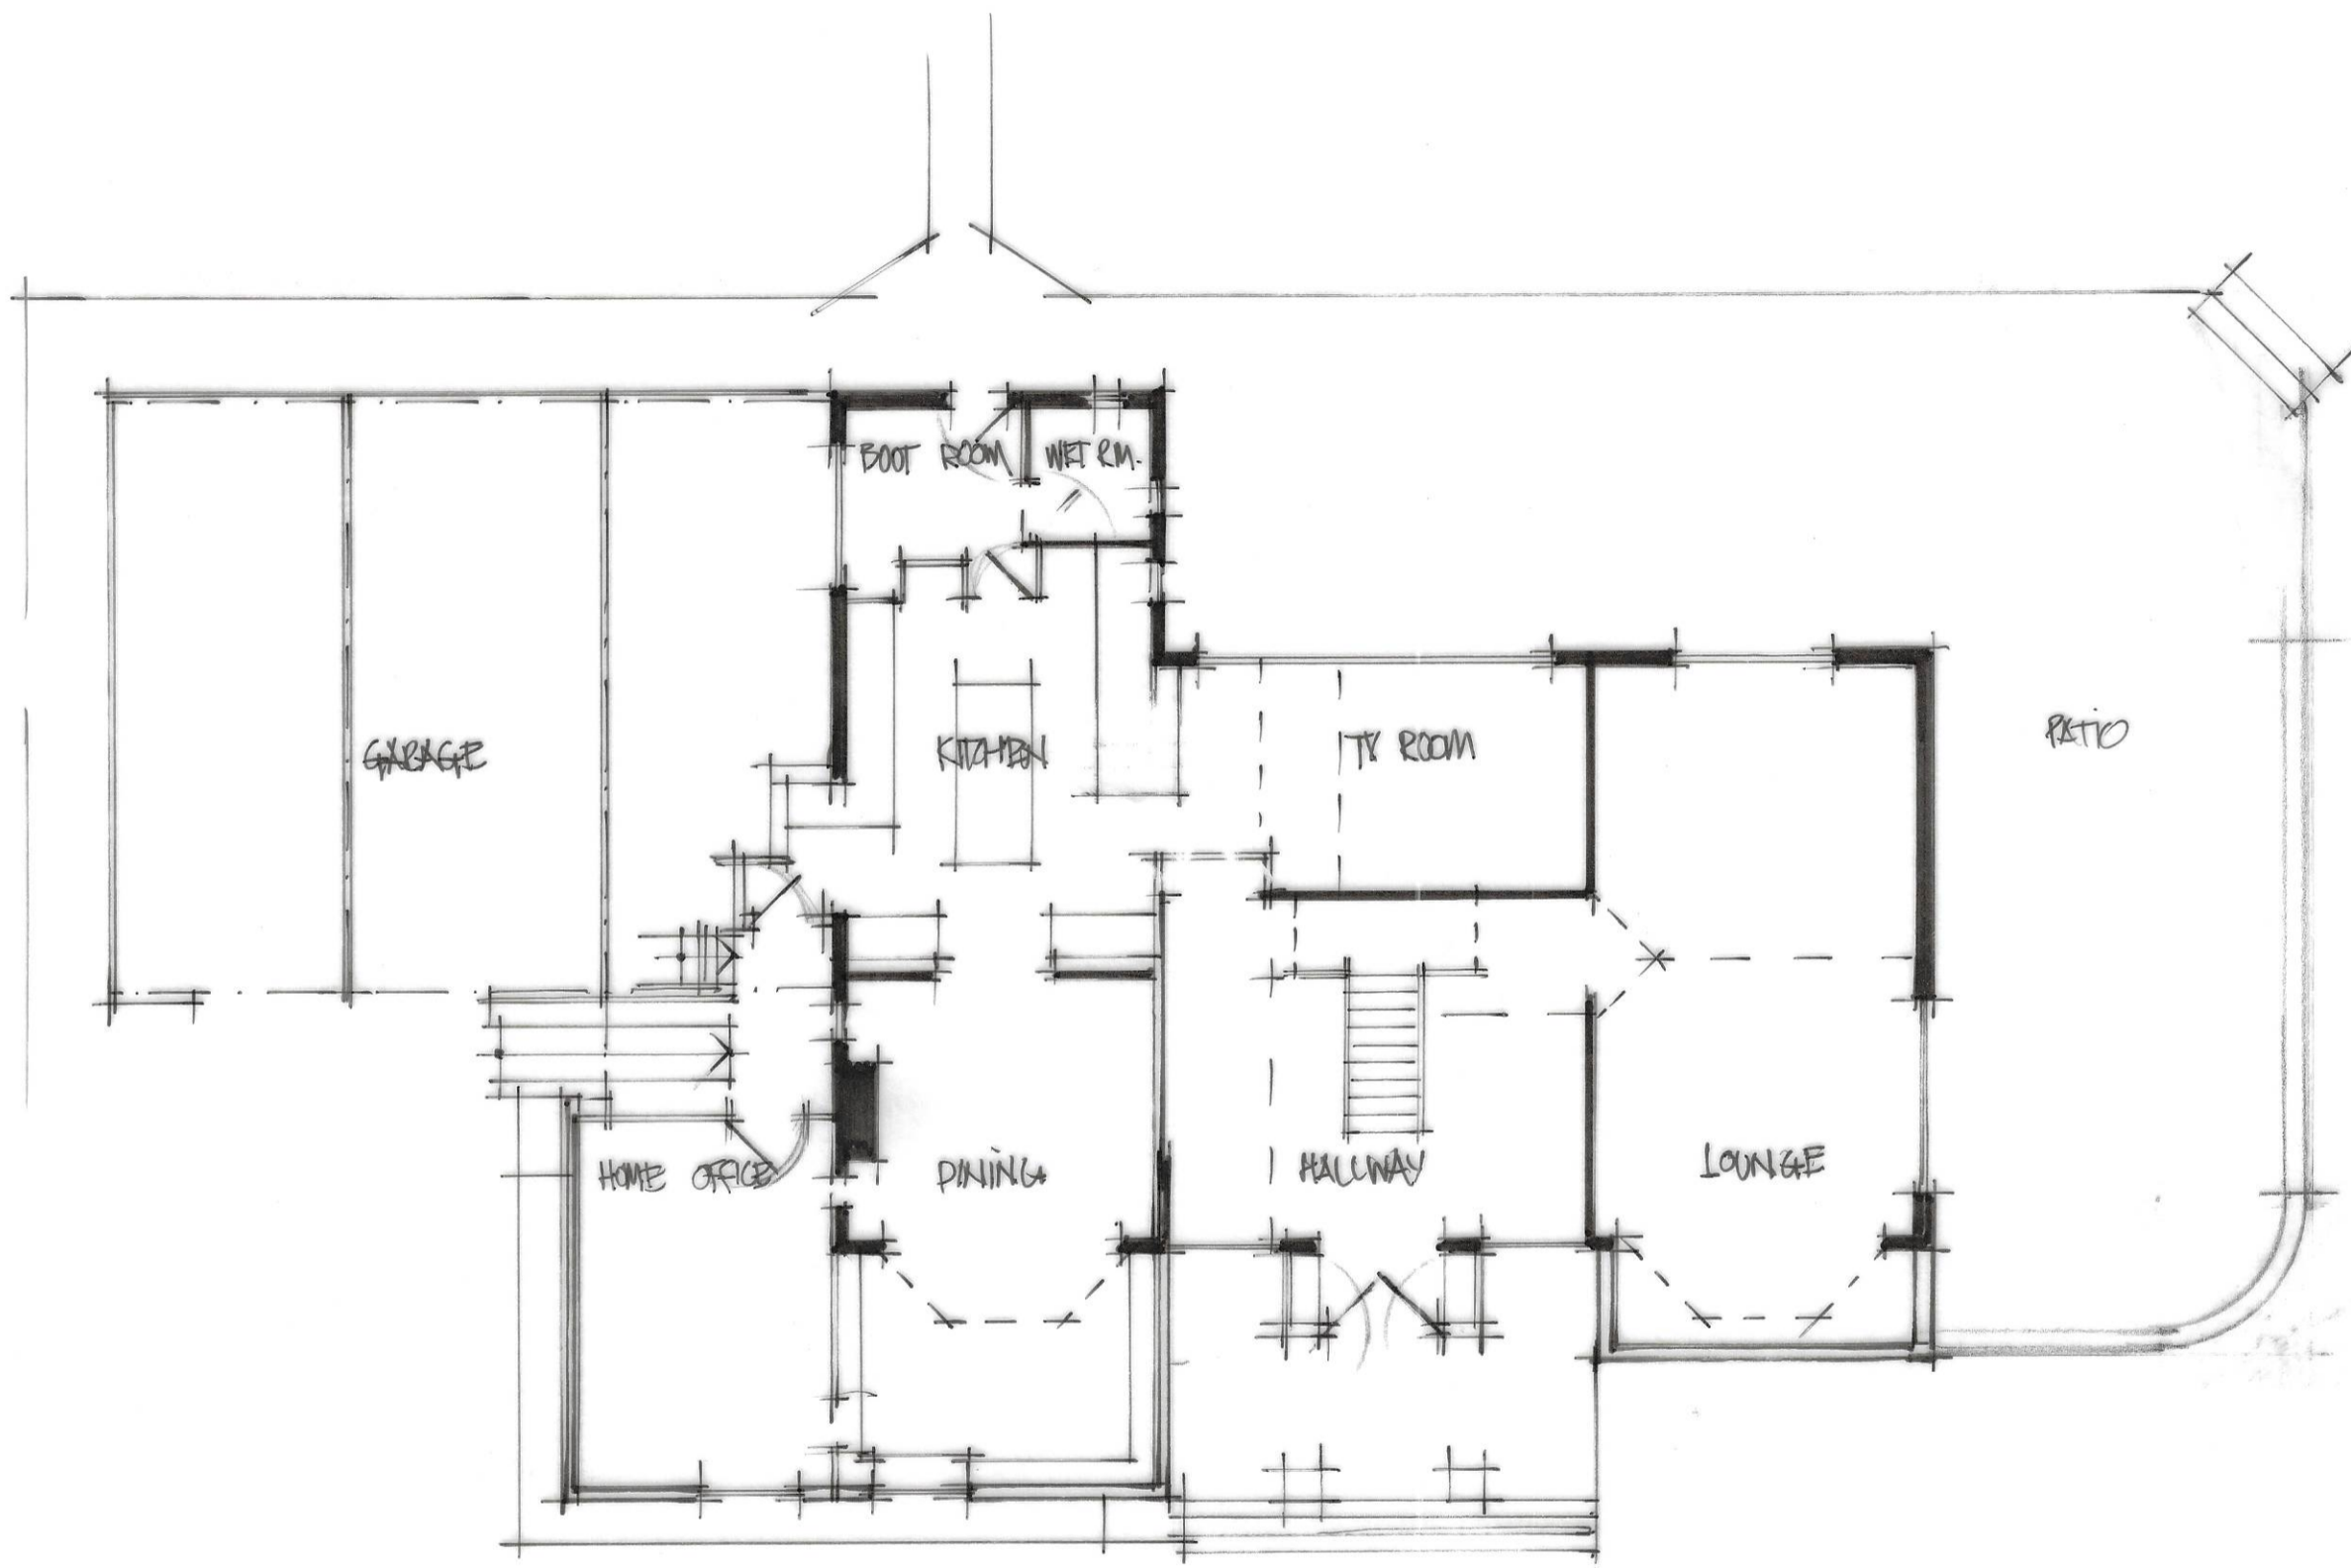 BOOT ROOM
WET RM.
GARAGE
KITCHEN
TV ROOM
PATIO
HOME OFFICE
DINING
HALLWAY
LOUNGE